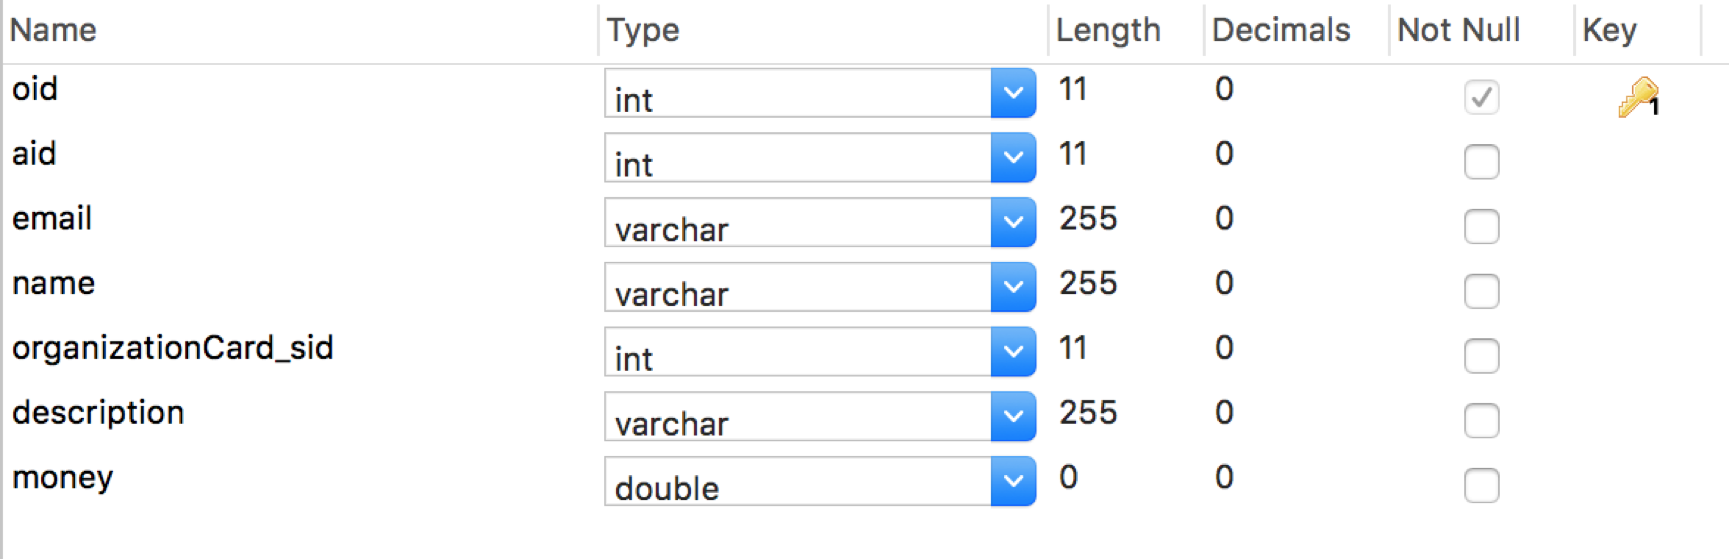 Name Type Length Decimals Not Null Key
oid int 11 0 1
aid int 11 0
email varchar 255 0
name varchar 255 0
organizationCard_sid int 11 0
description varchar 255 0
money double 0 0